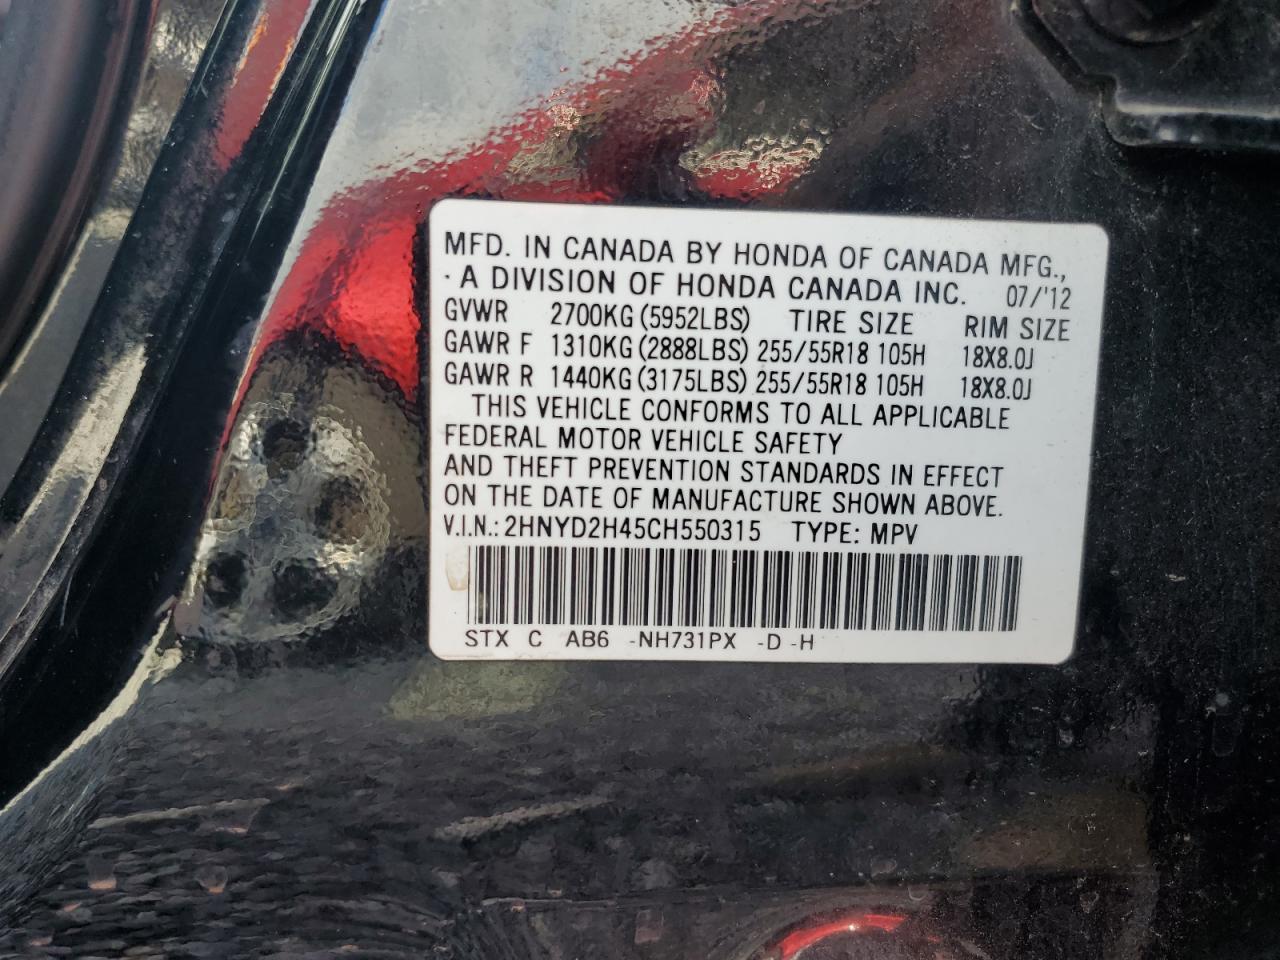 MFD. IN CANADA BY HONDA OF CANADA MFG.,
· A DIVISION OF HONDA CANADA INC. 07/'12
GVWR 2700KG (5952LBS) TIRE SIZE RIM SIZE
GAWR F 1310KG (2888LBS) 255/55R18 105H 18X8.0J
GAWR R 1440KG (3175LBS) 255/55R18 105H 18X8.0J
THIS VEHICLE CONFORMS TO ALL APPLICABLE
FEDERAL MOTOR VEHICLE SAFETY
AND THEFT PREVENTION STANDARDS IN EFFECT
ON THE DATE OF MANUFACTURE SHOWN ABOVE.
V.I.N.: 2HNYD2H45CH550315 TYPE: MPV
STX C AB6 -NH731PX -D -H